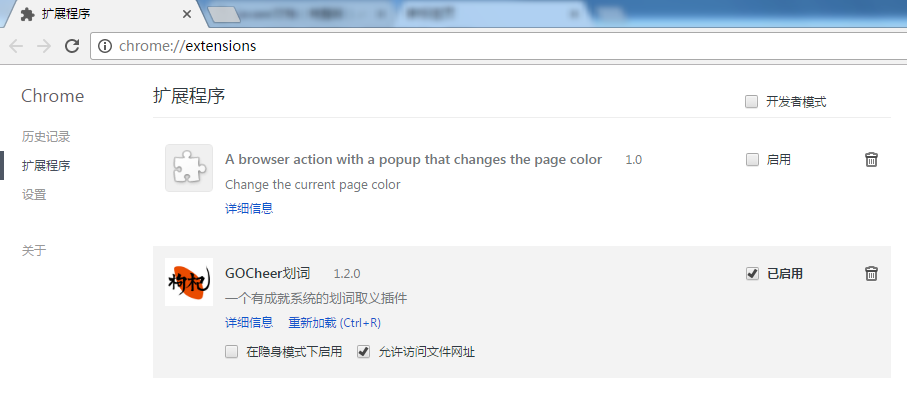 扩展程序
chrome://extensions
Chrome
历史记录
扩展程序
设置
关于
扩展程序
开发者模式
A browser action with a popup that changes the page color 1.0
启用
Change the current page color
详细信息
枸杞
GOCheer划词 1.2.0
已启用
一个有成就系统的划词取义插件
详细信息 重新加载 (Ctrl+R)
在隐身模式下启用 允许访问文件网址